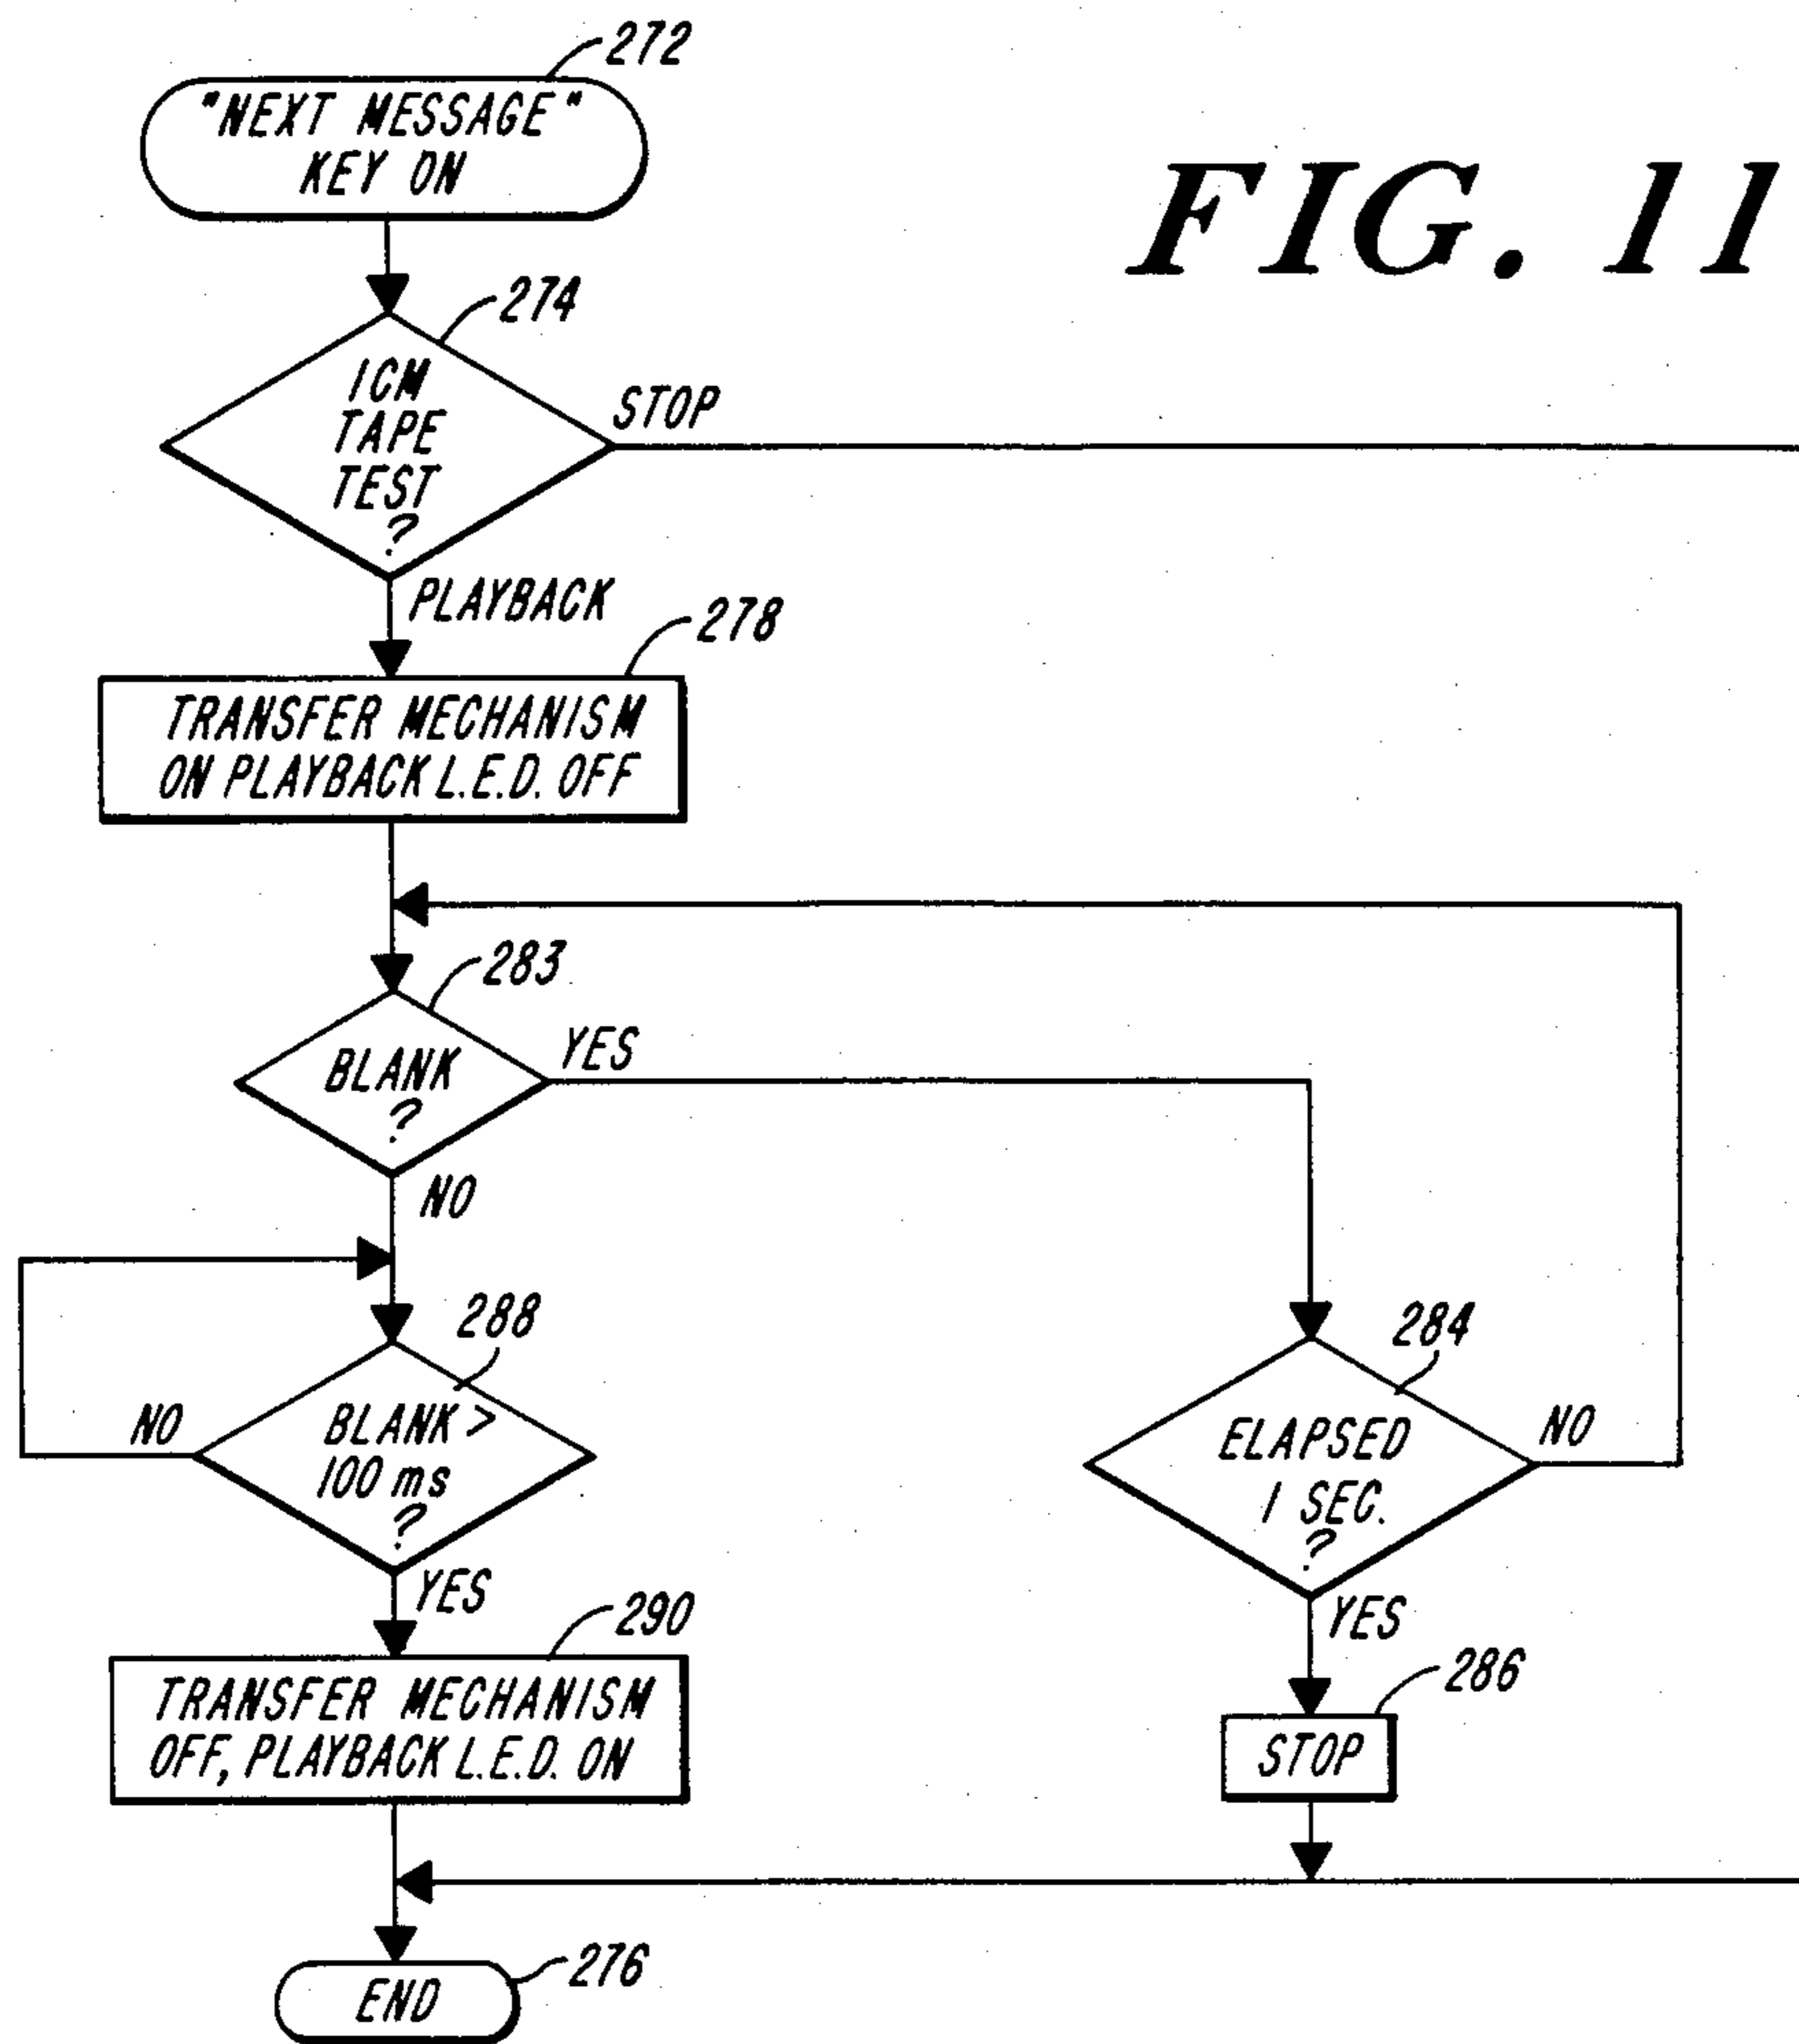 272
"NEXT MESSAGE"
KEY ON
FIG. 11
274
ICM
TAPE
TEST
?
STOP
PLAYBACK
278
TRANSFER MECHANISM
ON PLAYBACK L.E.D. OFF
283
BLANK
?
YES
NO
288
BLANK >
100 ms
?
NO
YES
284
ELAPSED
1 SEC.
?
NO
YES
290
TRANSFER MECHANISM
OFF, PLAYBACK L.E.D. ON
286
STOP
276
END